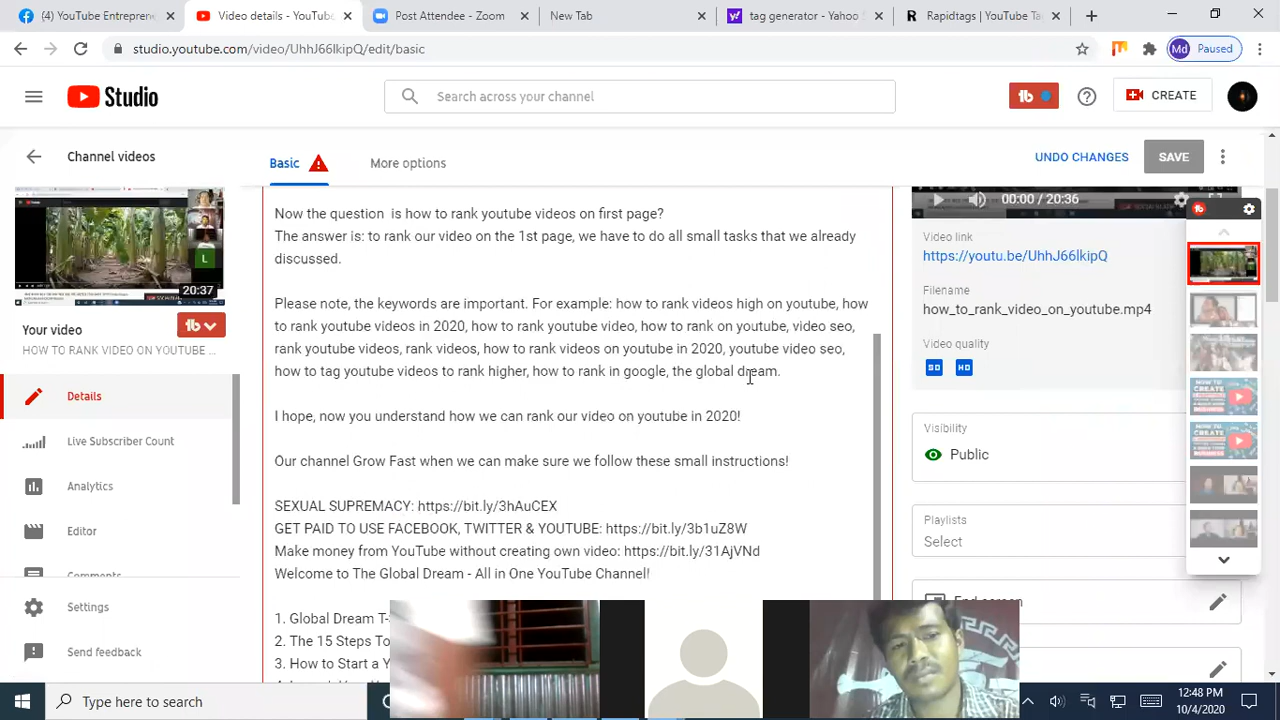 (10) Entrepren
Video details - YouTube
Post Attendee - Zoom
New Tab
tag generator - Yahoo S
Rapidtags | YouTube Ta
studio.youtube.com/video/UhhJ66lkipQ/edit/basic
Md Paused
Studio
Search across your channel
CREATE
Channel videos
Basic
More options
UNDO CHANGES
SAVE
Now the question is how to rank yoytube videos on first page?
The answer is: to rank our video on the 1st page, we have to do all small tasks that we already
discussed.
Please note, the keywords are important. For example: how to rank videos high on youtube, how
to rank youtube videos in 2020, how to rank youtube video, how to rank on youtube, video seo,
rank youtube videos, rank videos, how to rank videos on youtube in 2020, youtube video seo,
how to tag youtube videos to rank higher, how to rank in google, the global dream.
I hope, now you understand how we can rank our video on youtube in 2020!
Our channel Grow Fast when we can make sure we follow these small instructions!
SEXUAL SUPREMACY: https://bit.ly/3hAuCEX
GET PAID TO USE FACEBOOK, TWITTER & YOUTUBE: https://bit.ly/3b1uZ8W
Make money from YouTube without creating own video: https://bit.ly/31AjVNd
Welcome to The Global Dream - All in One YouTube Channel!
1. Global Dream T-
2. The 15 Steps To
3. How to Start a Y
L
20:37
Your video
HOW TO RANK VIDEO ON YOUTUBE ...
Details
Live Subscriber Count
Analytics
Editor
Comments
Settings
Send feedback
00:00 / 20:36
Video link
https://youtu.be/UhhJ66lkipQ
Filename
how_to_rank_video_on_youtube.mp4
Video quality
SD HD
Visibility
Public
Playlists
Select
End screen
Type here to search
12:48 PM
10/4/2020